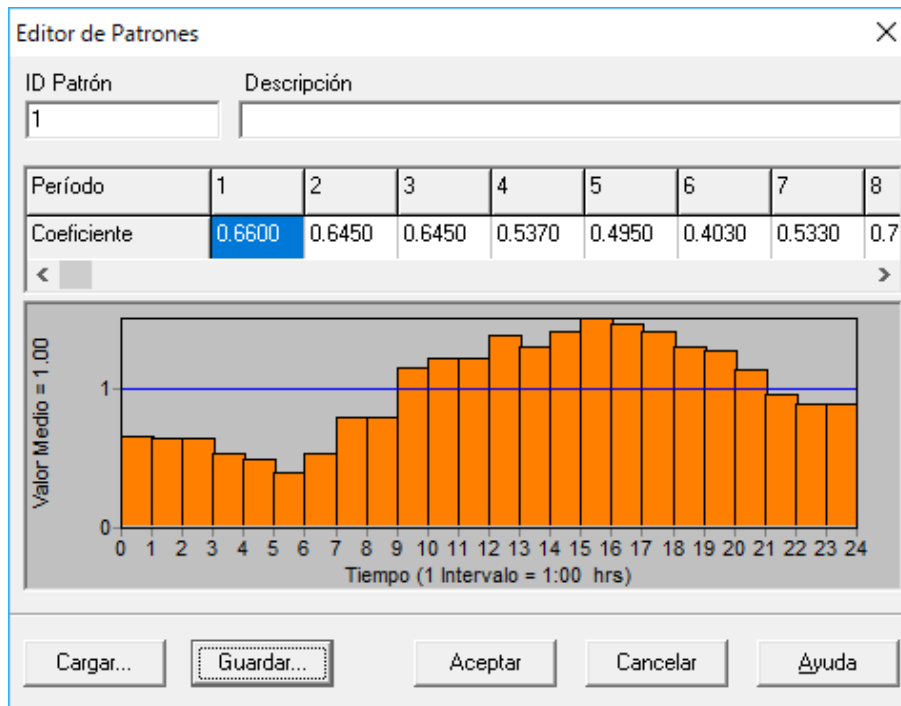 Editor de Patrones
ID Patrón Descripción
1
Período 1 2 3 4 5 6 7 8
Coeficiente 0.6600 0.6450 0.6450 0.5370 0.4950 0.4030 0.5330 0.7
Valor Medio = 1.00
1
0
0 1 2 3 4 5 6 7 8 9 10 11 12 13 14 15 16 17 18 19 20 21 22 23 24
Tiempo (1 Intervalo = 1:00 hrs)
Cargar... Guardar... Aceptar Cancelar Ayuda